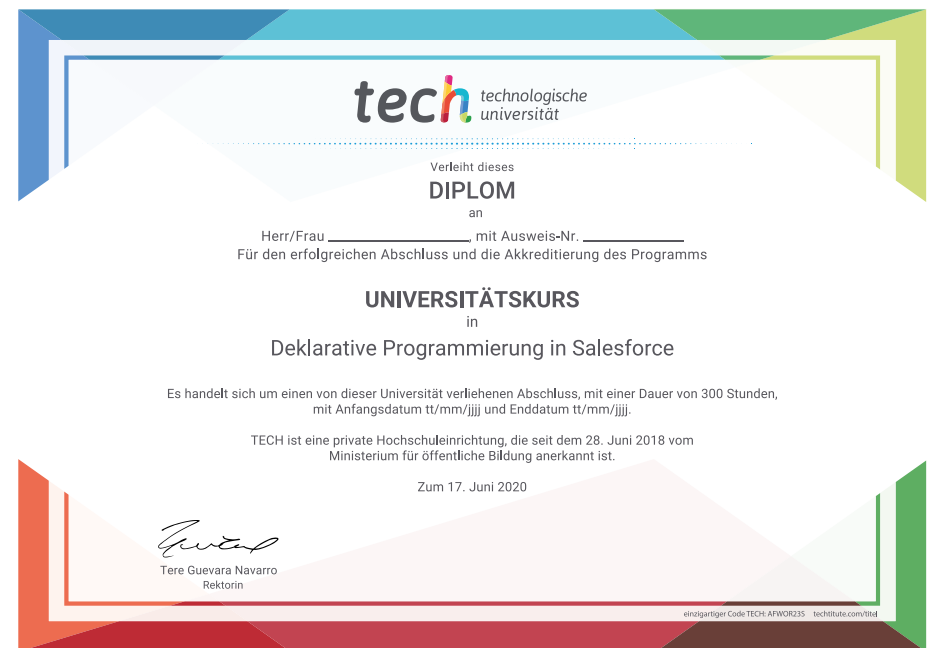 tech technologische
universität
Verleiht dieses
DIPLOM
an
Herr/Frau ____________, mit Ausweis-Nr. ____________
Für den erfolgreichen Abschluss und die Akkreditierung des Programms
UNIVERSITÄTSKURS
in
Deklarative Programmierung in Salesforce
Es handelt sich um einen von dieser Universität verliehenen Abschluss, mit einer Dauer von 300 Stunden,
mit Anfangsdatum tt/mm/jjjj und Enddatum tt/mm/jjjj.
TECH ist eine private Hochschuleinrichtung, die seit dem 28. Juni 2018 vom
Ministerium für öffentliche Bildung anerkannt ist.
Zum 17. Juni 2020
Tere Guevara Navarro
Rektorin
einzigartiger Code TECH: AFWOR23S techtitute.com/titel